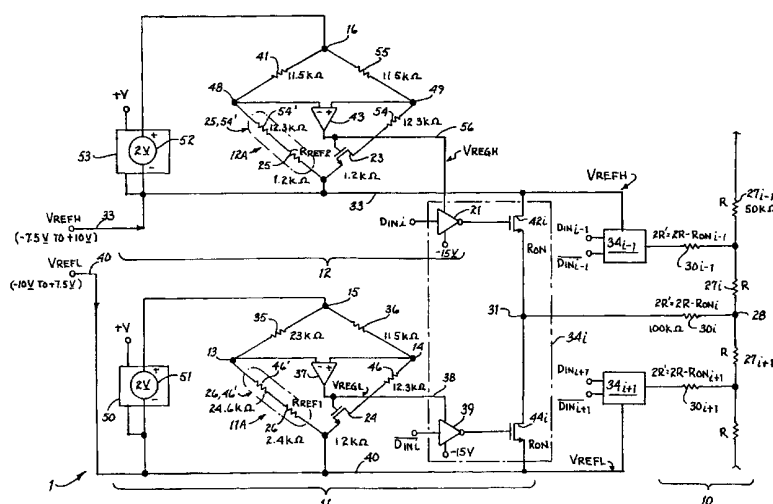 16
41
55
11.5kΩ
11.5kΩ
48
49
+V
54'
54
43
12.3kΩ
12.3kΩ
56
25,54'
52
53
2V
12A
RREF2
23
VREGH
25
1.2kΩ
1.2kΩ
33
VREFH
27i-1
50kΩ
R
VREFH
33
(-7.5V TO +10V)
DINi
21
42i
RON
-15V
DINi-1
DINi-1
34i-1
2R'=2R-RONi-1
30i-1
VREFL
40
(-10V TO +7.5V)
12
27i
R
15
31
2R'=2R-RONi
28
35
36
100kΩ
30i
23kΩ
11.5kΩ
34i
+V
13
14
R
27i+1
46'
46
37
VREGL
38
12.3kΩ
26,46'
24.6kΩ
RREF1
39
DINi+1
DINi+1
34i+1
2R'=2R-RONi+1
30i+1
51
50
2V
11A
26
24
2.4kΩ
1.2kΩ
DINi
44i
RON
-15V
R
1
40
VREFL
11
10